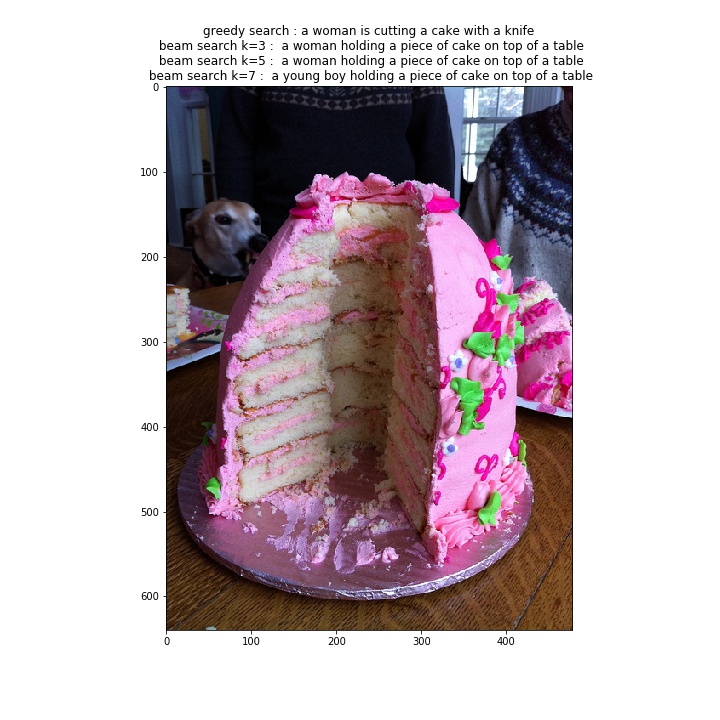 greedy search : a woman is cutting a cake with a knife
beam search k=3 :  a woman holding a piece of cake on top of a table
beam search k=5 :  a woman holding a piece of cake on top of a table
beam search k=7 :  a young boy holding a piece of cake on top of a table
0
100
200
300
400
500
600
0 100 200 300 400